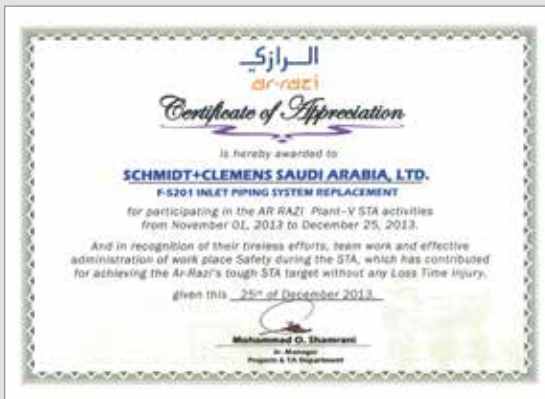 الـــرازي
ar-razi
Certificate of Appreciation
is hereby awarded to
SCHMIDT+CLEMENS SAUDI ARABIA, LTD.
F-5201 INLET PIPING SYSTEM REPLACEMENT
for participating in the AR RAZI Plant-V STA activities
from November 01, 2013 to December 25, 2013.
And in recognition of their tireless efforts, team work and effective
administration of work place Safety during the STA, which has contributed
for achieving the Ar-Razi's tough STA target without any Loss Time Injury.
given this 25th of December 2013.
Mohammad O. Shamrani
Sr. Manager
Projects & TA Department